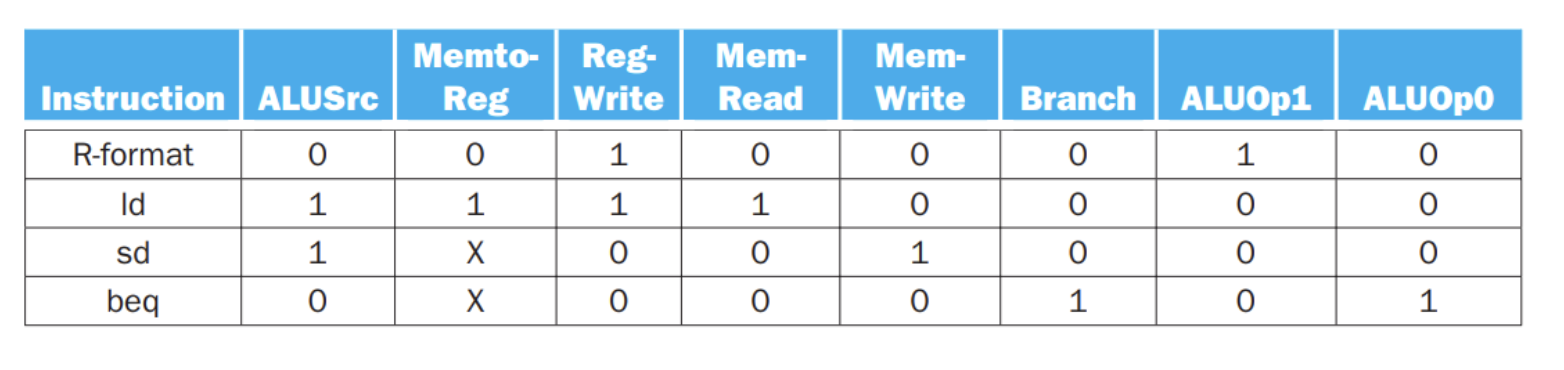 Instruction ALUSrc Memto-Reg Reg-Write Mem-Read Mem-Write Branch ALUOp1 ALUOp0
R-format 0 0 1 0 0 0 1 0
ld 1 1 1 1 0 0 0 0
sd 1 X 0 0 1 0 0 0
beq 0 X 0 0 0 1 0 1